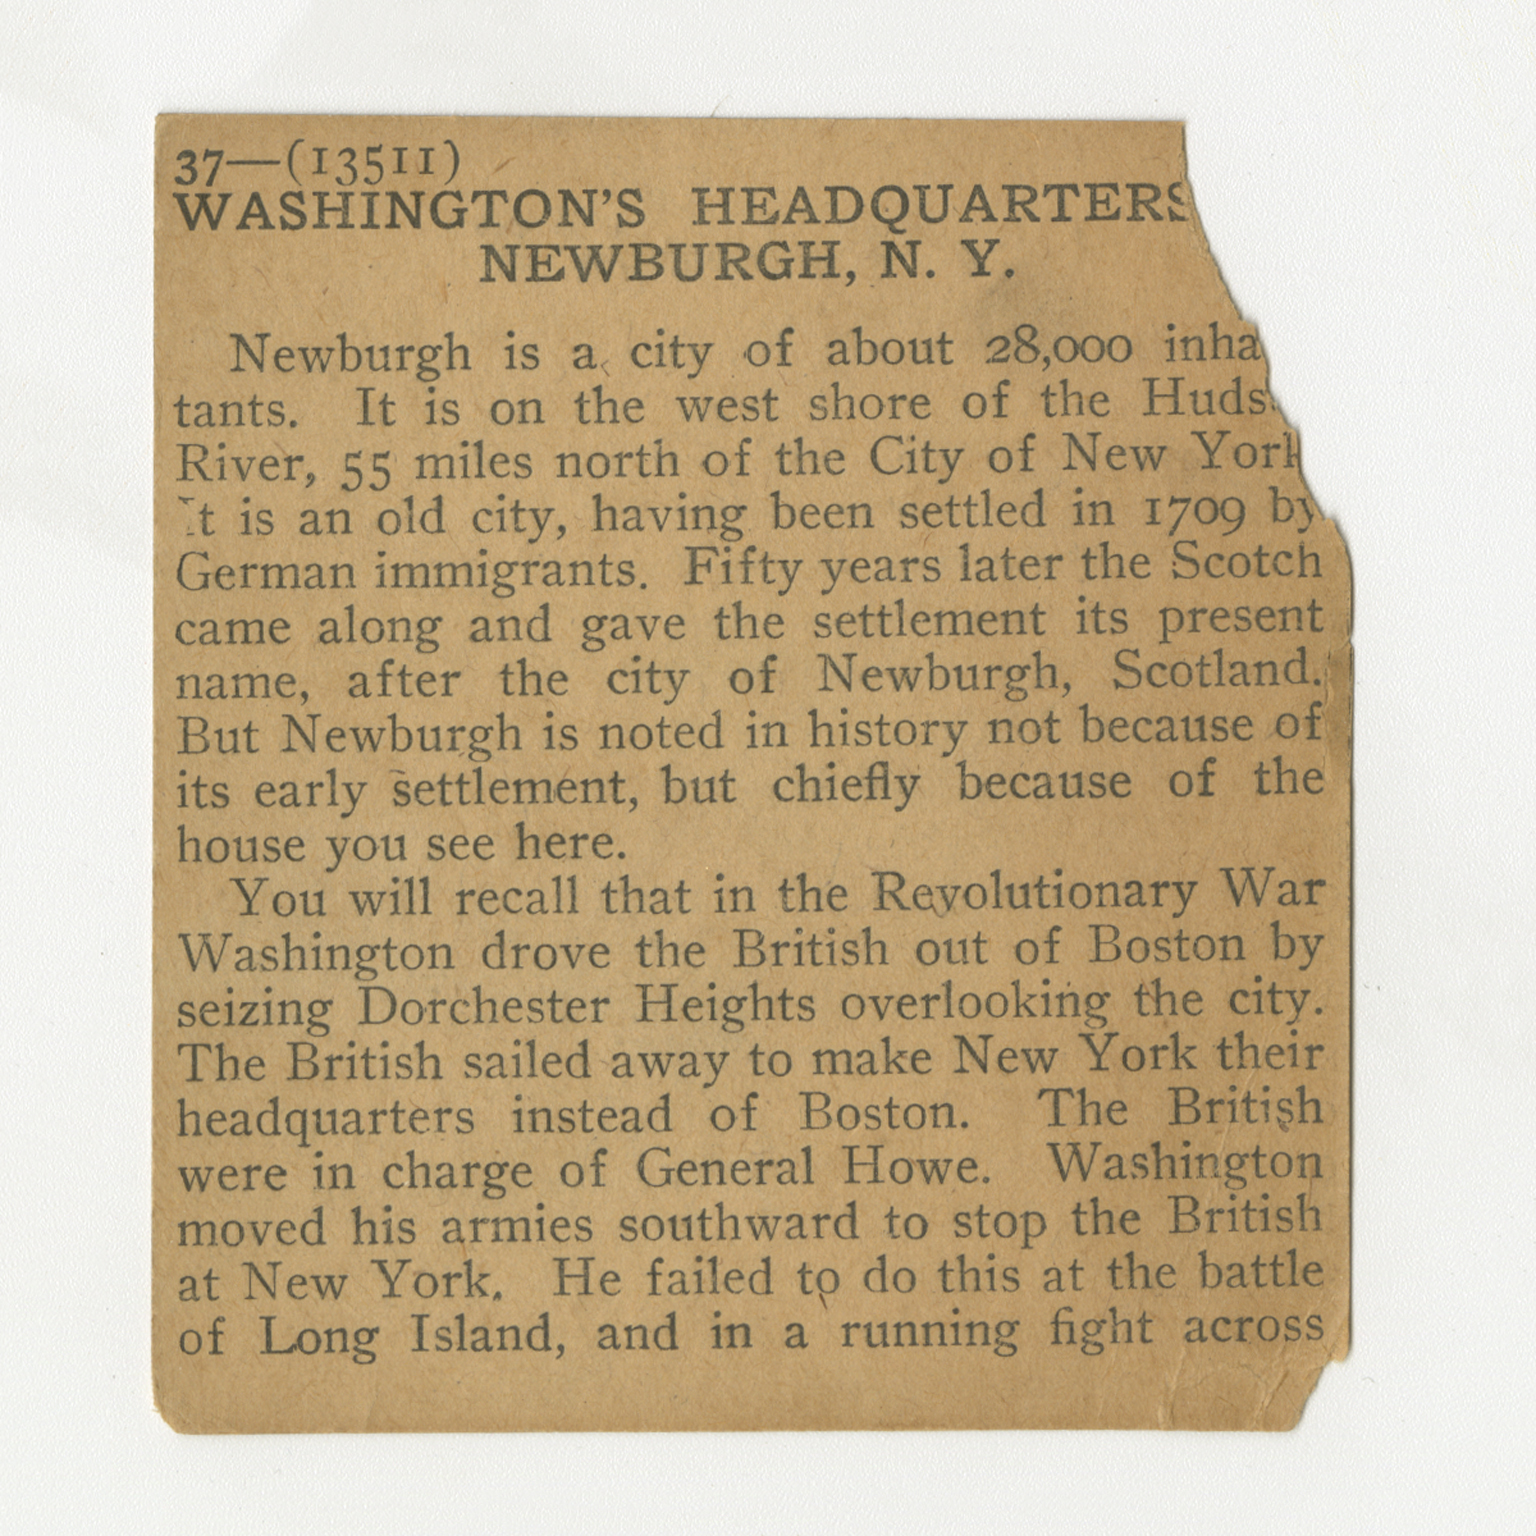 37—(13511)
WASHINGTON'S HEADQUARTERS
NEWBURGH, N. Y.
Newburgh is a city of about 28,000 inha
tants. It is on the west shore of the Huds
River, 55 miles north of the City of New York
It is an old city, having been settled in 1709 by
German immigrants. Fifty years later the Scotch
came along and gave the settlement its present
name, after the city of Newburgh, Scotland.
But Newburgh is noted in history not because of
its early settlement, but chiefly because of the
house you see here.
You will recall that in the Revolutionary War
Washington drove the British out of Boston by
seizing Dorchester Heights overlooking the city.
The British sailed away to make New York their
headquarters instead of Boston. The British
were in charge of General Howe. Washington
moved his armies southward to stop the British
at New York. He failed to do this at the battle
of Long Island, and in a running fight across